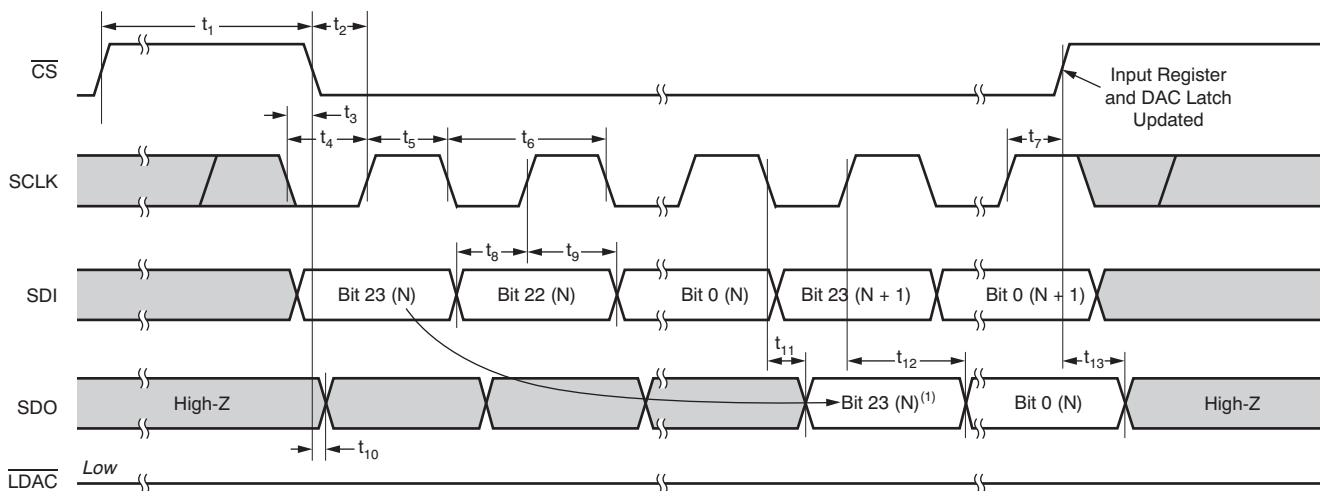 t1 t2
CS
Input Register
and DAC Latch
Updated
t3
t4 t5 t6 t7
SCLK
t8 t9
SDI Bit 23 (N) Bit 22 (N) Bit 0 (N) Bit 23 (N + 1) Bit 0 (N + 1)
t11 t12 t13
SDO High-Z Bit 23 (N)(1) Bit 0 (N) High-Z
t10
LDAC Low